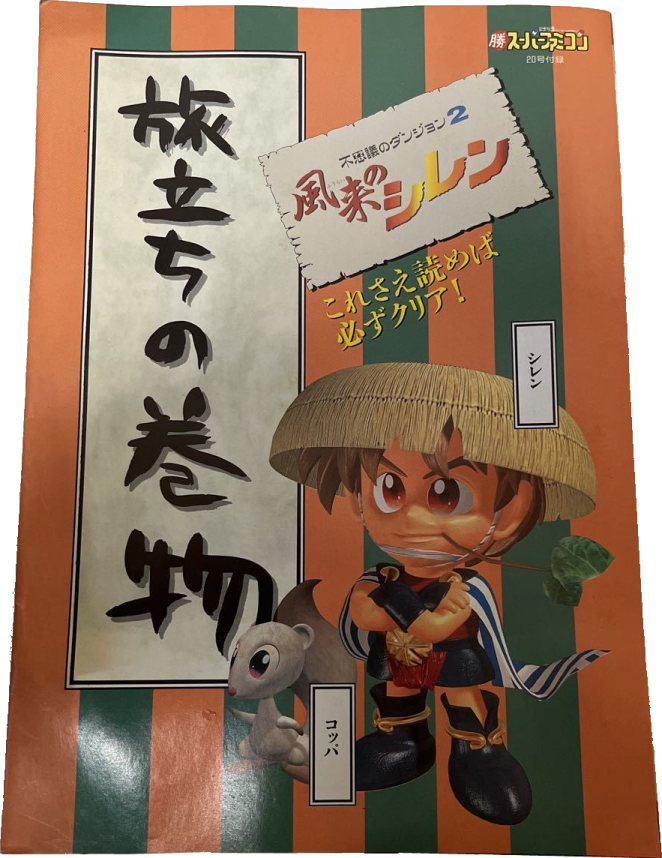 勝スーパーファミコン
20号付録
不思議のダンジョン2
風来の
シレン
これさえ読めば
必ずクリア!
旅立ちの巻物
シレン
コッパ